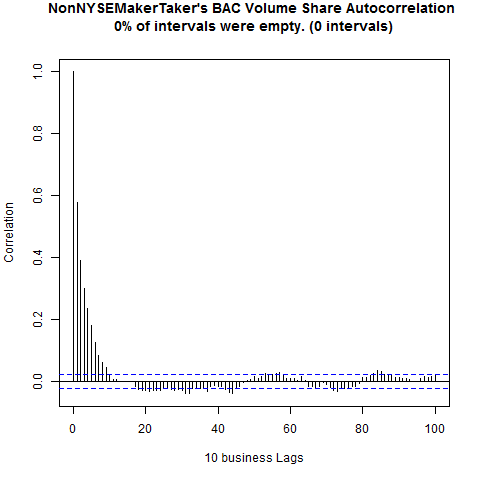 NonNYSEMakerTaker's BAC Volume Share Autocorrelation
0% of intervals were empty. (0 intervals)
Correlation
1.0
0.8
0.6
0.4
0.2
0.0
0 20 40 60 80 100
10 business Lags